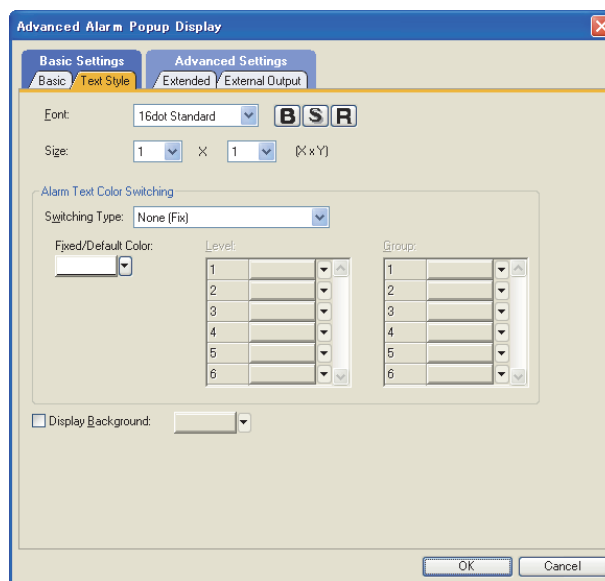 Advanced Alarm Popup Display
Basic Settings Advanced Settings
Basic Text Style Extended External Output
Font: 16dot Standard B S R
Size: 1 X 1 (X x Y)
Alarm Text Color Switching
Switching Type: None (Fix)
Fixed/Default Color: Level: Group:
1 1
2 2
3 3
4 4
5 5
6 6
Display Background:
OK Cancel